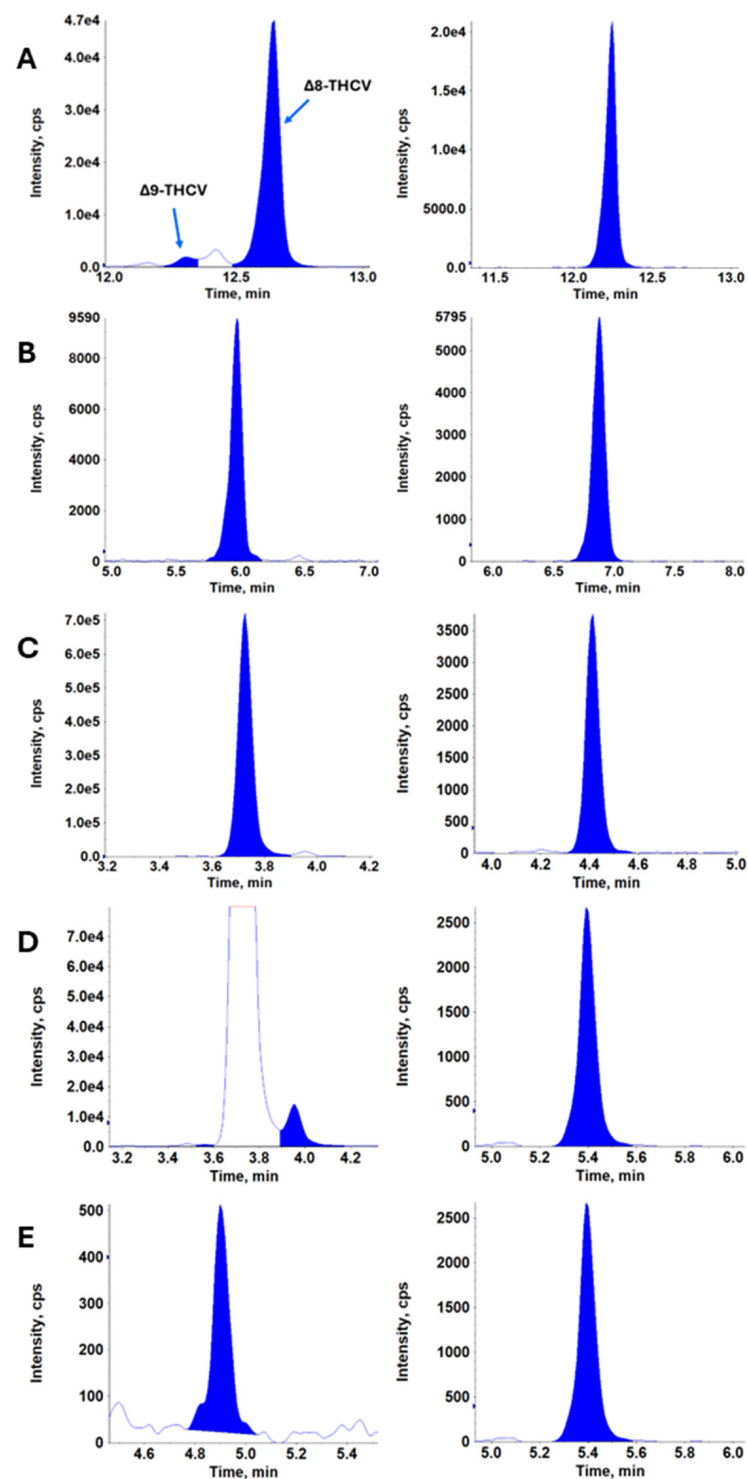 A
Intensity, cps
4.7e4
4.0e4
3.0e4
2.0e4
1.0e4
0.0
Δ9-THCV
Δ8-THCV
12.0 12.5 13.0
Time, min
Intensity, cps
2.0e4
1.5e4
1.0e4
5000.0
0.0
11.5 12.0 12.5 13.0
Time, min
B
Intensity, cps
9590
8000
6000
4000
2000
0
5.0 5.5 6.0 6.5 7.0
Time, min
Intensity, cps
5795
5000
4000
3000
2000
1000
0
6.0 6.5 7.0 7.5 8.0
Time, min
C
Intensity, cps
7.0e5
6.0e5
5.0e5
4.0e5
3.0e5
2.0e5
1.0e5
0.0
3.2 3.4 3.6 3.8 4.0 4.2
Time, min
Intensity, cps
3500
3000
2500
2000
1500
1000
500
0
4.0 4.2 4.4 4.6 4.8 5.0
Time, min
D
Intensity, cps
7.0e4
6.0e4
5.0e4
4.0e4
3.0e4
2.0e4
1.0e4
0.0
3.2 3.4 3.6 3.8 4.0 4.2
Time, min
Intensity, cps
2500
2000
1500
1000
500
0
5.0 5.2 5.4 5.6 5.8 6.0
Time, min
E
Intensity, cps
500
400
300
200
100
0
4.6 4.8 5.0 5.2 5.4
Time, min
Intensity, cps
2500
2000
1500
1000
500
0
5.0 5.2 5.4 5.6 5.8 6.0
Time, min